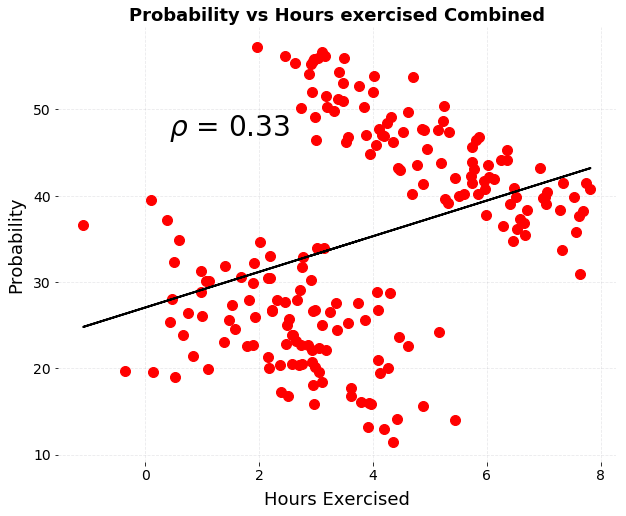 Probability vs Hours exercised Combined
ρ = 0.33
Probability
50
40
30
20
10
0 2 4 6 8
Hours Exercised